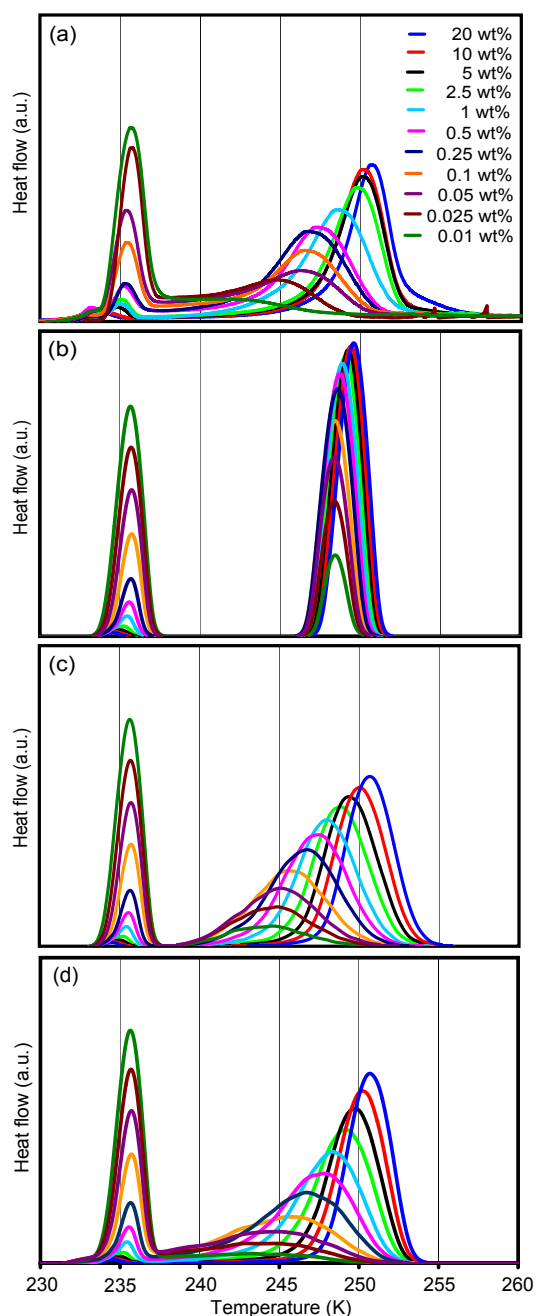 (a)
20 wt%
10 wt%
5 wt%
2.5 wt%
1 wt%
0.5 wt%
0.25 wt%
0.1 wt%
0.05 wt%
0.025 wt%
0.01 wt%
Heat flow (a.u.)
(b)
Heat flow (a.u.)
(c)
Heat flow (a.u.)
(d)
Heat flow (a.u.)
230 235 240 245 250 255 260
Temperature (K)